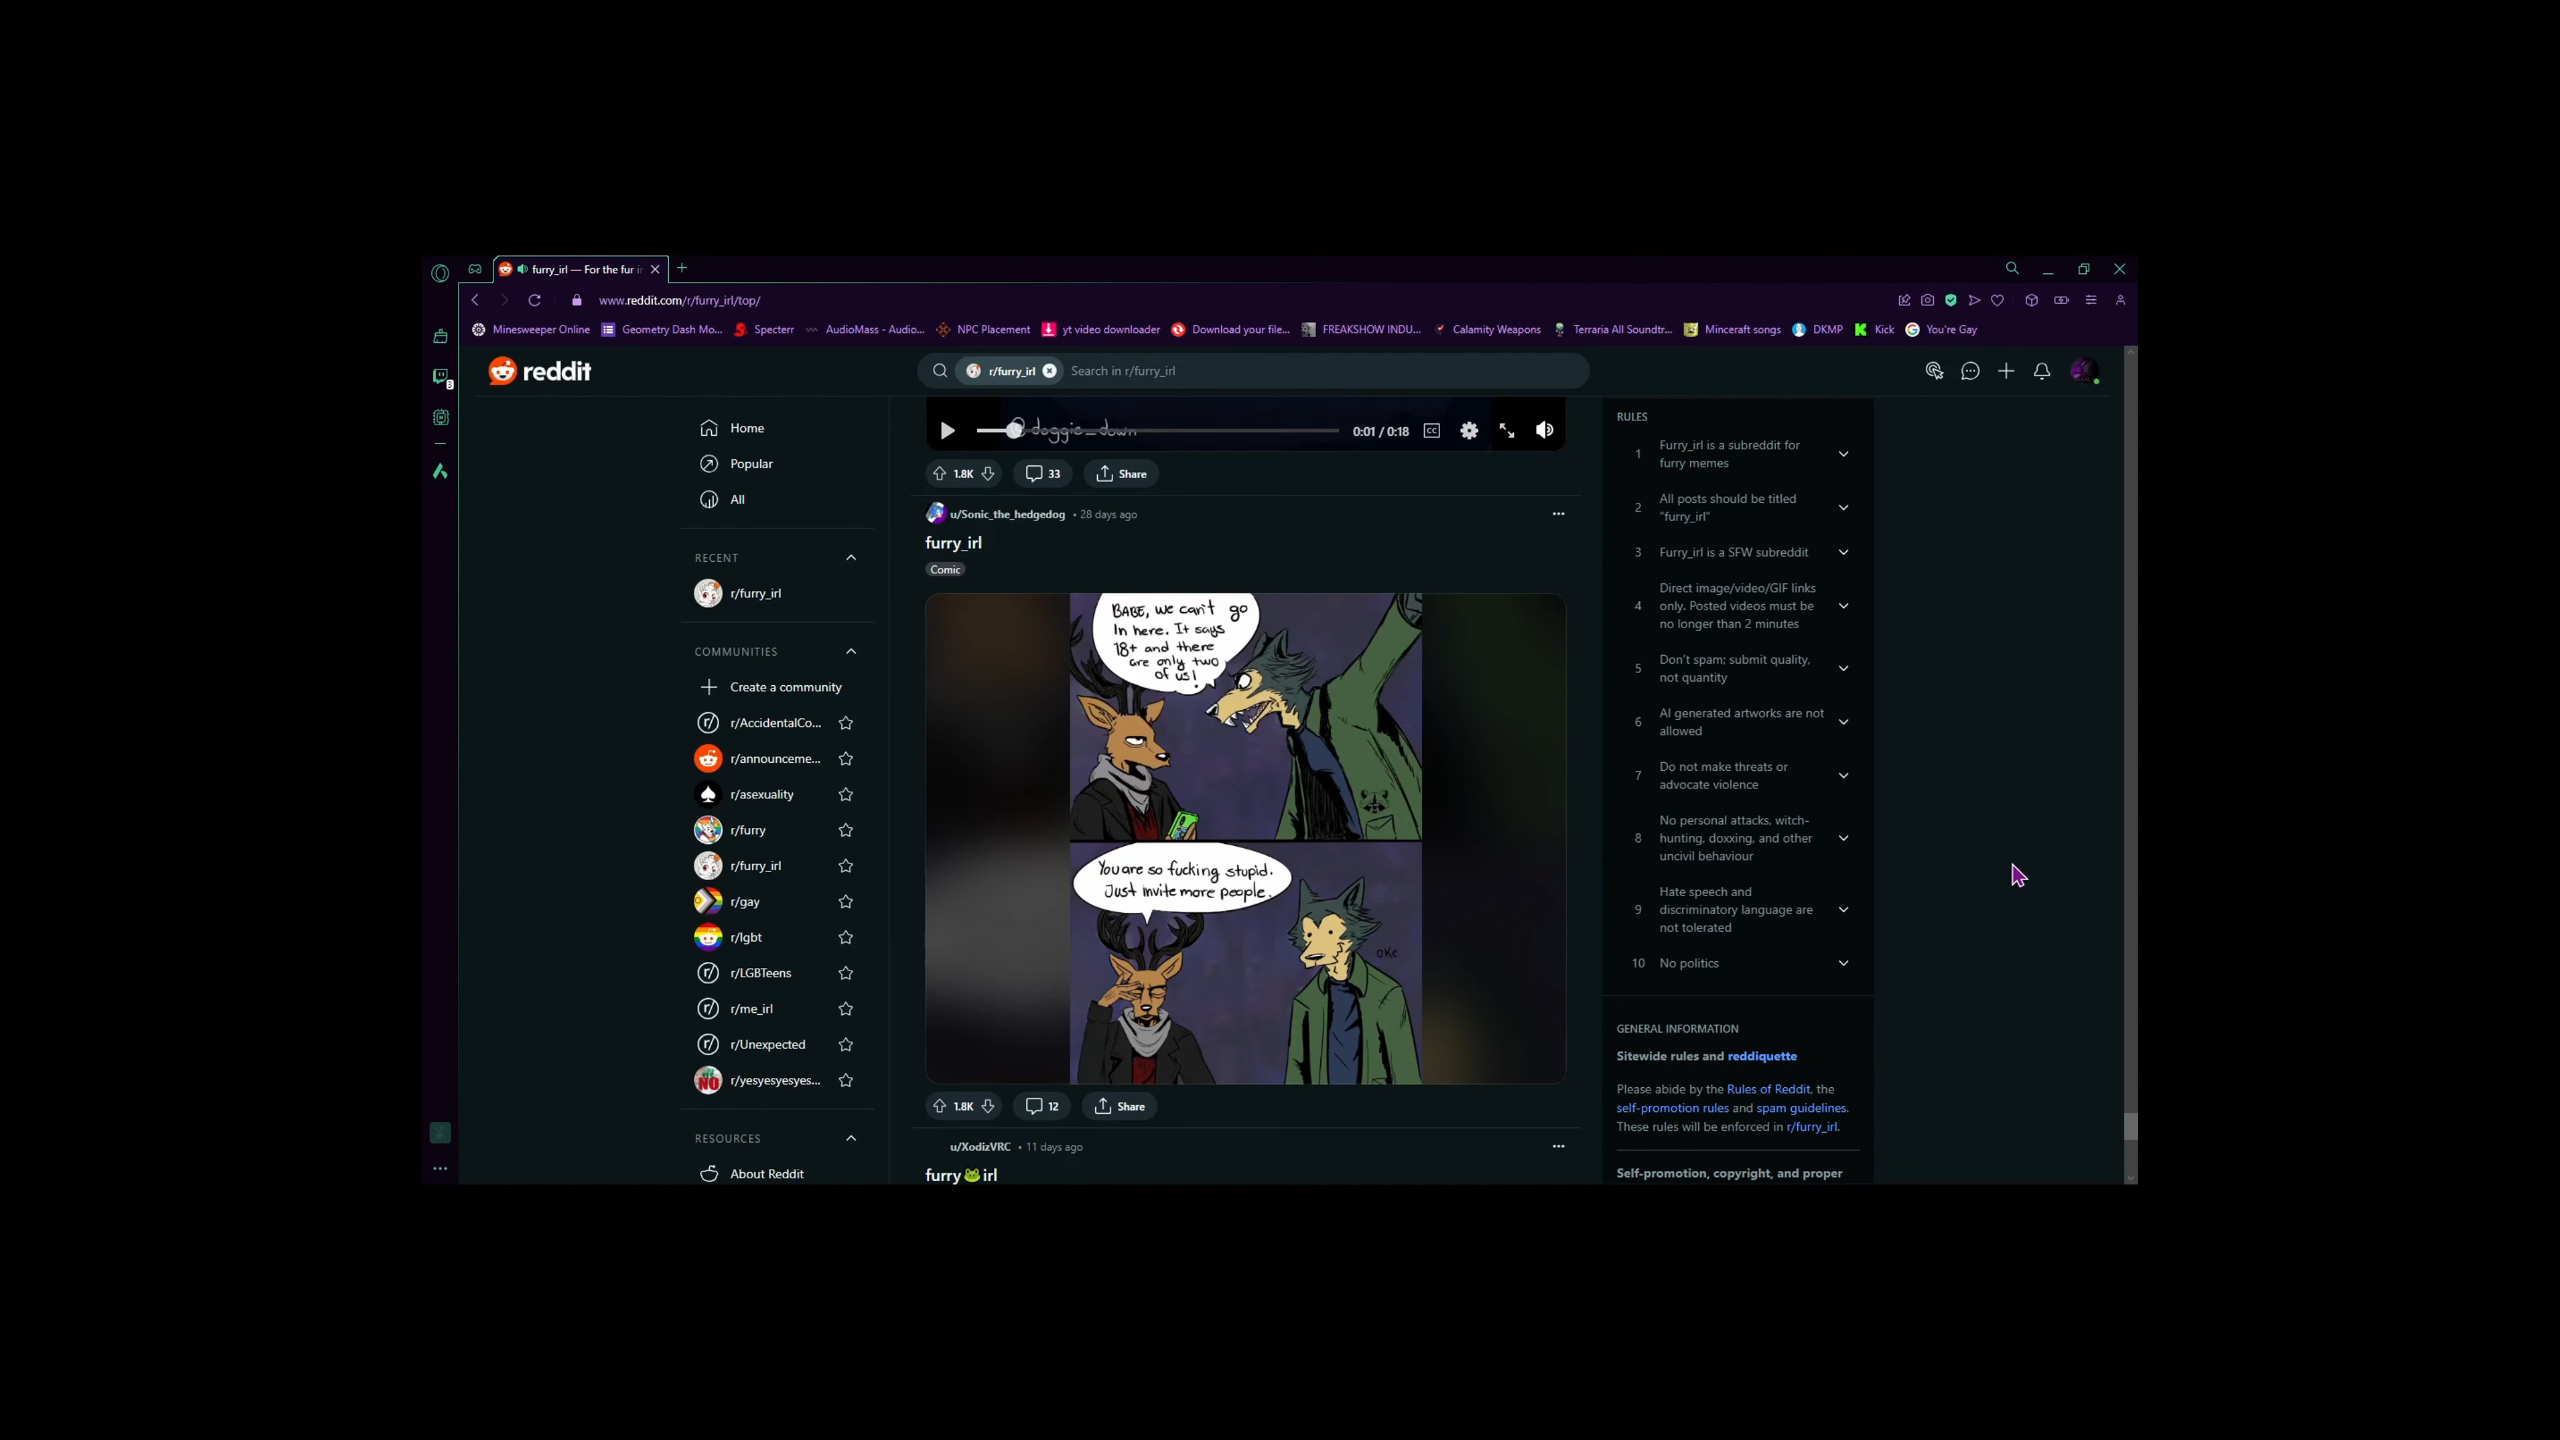 furry_irl — For the fur i
www.reddit.com/r/furry_irl/top/
Minesweeper Online
Geometry Dash Mo...
Specterr
AudioMass - Audio...
NPC Placement
yt video downloader
Download your file...
FREAKSHOW INDU...
Calamity Weapons
Terraria All Soundtr...
Minceraft songs
DKMP
Kick
You're Gay
reddit
r/furry_irl
Search in r/furry_irl
Home
Popular
All
RECENT
r/furry_irl
COMMUNITIES
Create a community
r/AccidentalCo...
r/announceme...
r/asexuality
r/furry
r/furry_irl
r/gay
r/lgbt
r/LGBTeens
r/me_irl
r/Unexpected
r/yesyesyesyes...
RESOURCES
About Reddit
@doggie_down
0:01 / 0:18
CC
1.8K
33
Share
u/Sonic_the_hedgedog • 28 days ago
furry_irl
Comic
BABE, we can't go
In here. It says
18+ and there
are only two
of us!
You are so fucking stupid.
Just invite more people.
oke
1.8K
12
Share
u/XodizVRC • 11 days ago
furry🐸irl
RULES
1
Furry_irl is a subreddit for
furry memes
2
All posts should be titled
"furry_irl"
3
Furry_irl is a SFW subreddit
4
Direct image/video/GIF links
only. Posted videos must be
no longer than 2 minutes
5
Don't spam; submit quality,
not quantity
6
AI generated artworks are not
allowed
7
Do not make threats or
advocate violence
8
No personal attacks, witch-
hunting, doxxing, and other
uncivil behaviour
9
Hate speech and
discriminatory language are
not tolerated
10
No politics
GENERAL INFORMATION
Sitewide rules and reddiquette
Please abide by the Rules of Reddit, the
self-promotion rules and spam guidelines.
These rules will be enforced in r/furry_irl.
Self-promotion, copyright, and proper